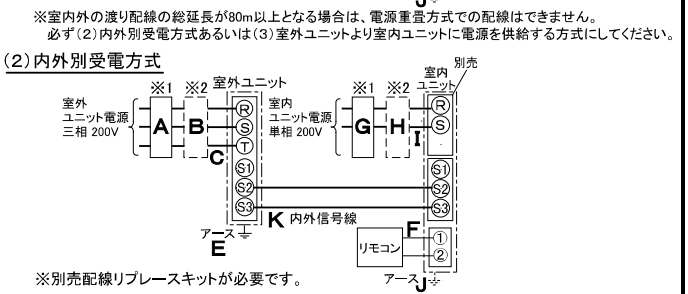 ※室内外の渡り配線の総延長が80m以上となる場合は、電源重畳方式での配線はできません。
必ず(2)内外別受電方式あるいは(3)室外ユニットより室内ユニットに電源を供給する方式にしてください。
(2)内外別受電方式
別売
※1 ※2 室外ユニット ※1 ※2 室内ユニット
室外
ユニット電源
三相 200V
A B C
R
S
T
S1
S2
S3
室内
ユニット電源
単相 200V
G H I
R
S
S1
S2
S3
K 内外信号線
アース
E
リモコン
F
①
②
アース J
※別売配線リプレースキットが必要です。